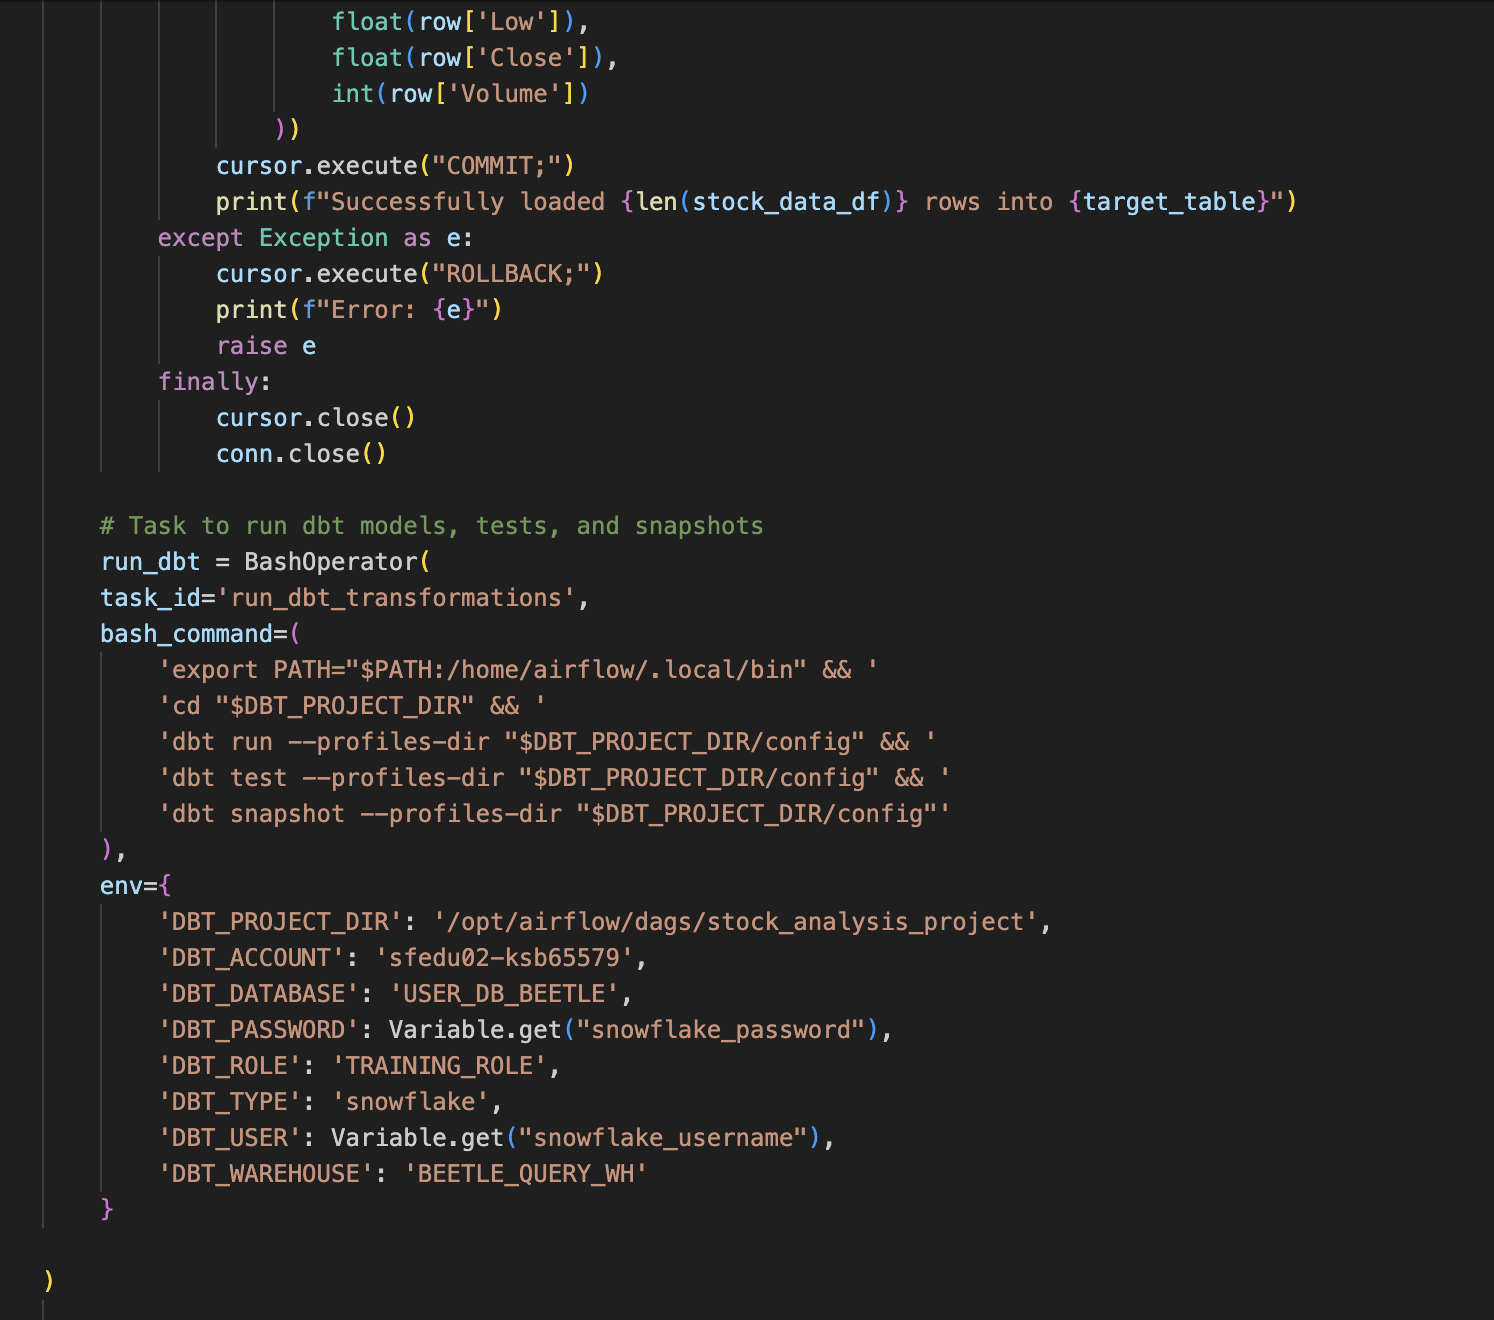 float(row['Low']),
float(row['Close']),
int(row['Volume'])
))
cursor.execute("COMMIT;")
print(f"Successfully loaded {len(stock_data_df)} rows into {target_table}")
except Exception as e:
cursor.execute("ROLLBACK;")
print(f"Error: {e}")
raise e
finally:
cursor.close()
conn.close()
# Task to run dbt models, tests, and snapshots
run_dbt = BashOperator(
task_id='run_dbt_transformations',
bash_command=(
'export PATH="$PATH:/home/airflow/.local/bin" && '
'cd "$DBT_PROJECT_DIR" && '
'dbt run --profiles-dir "$DBT_PROJECT_DIR/config" && '
'dbt test --profiles-dir "$DBT_PROJECT_DIR/config" && '
'dbt snapshot --profiles-dir "$DBT_PROJECT_DIR/config"'
),
env={
'DBT_PROJECT_DIR': '/opt/airflow/dags/stock_analysis_project',
'DBT_ACCOUNT': 'sfedu02-ksb65579',
'DBT_DATABASE': 'USER_DB_BEETLE',
'DBT_PASSWORD': Variable.get("snowflake_password"),
'DBT_ROLE': 'TRAINING_ROLE',
'DBT_TYPE': 'snowflake',
'DBT_USER': Variable.get("snowflake_username"),
'DBT_WAREHOUSE': 'BEETLE_QUERY_WH'
}
)